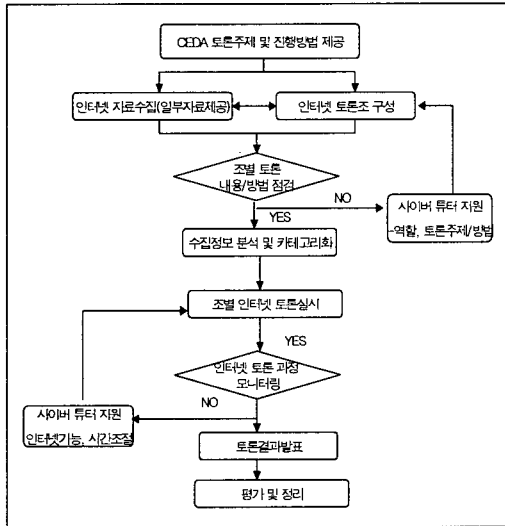 CEDA 토론주제 및 진행방법 제공
인터넷 자료수집(일부자료제공)
인터넷 토론조 구성
조별 토론
내용/방법 점검
NO
사이버 튜터 지원
-역할, 토론주제/방법
YES
수집정보 분석 및 카테고리화
조별 인터넷 토론실시
YES
인터넷 토론 과정
모니터링
NO
사이버 튜터 지원
인터넷기능, 시간조절
토론결과발표
평가 및 정리